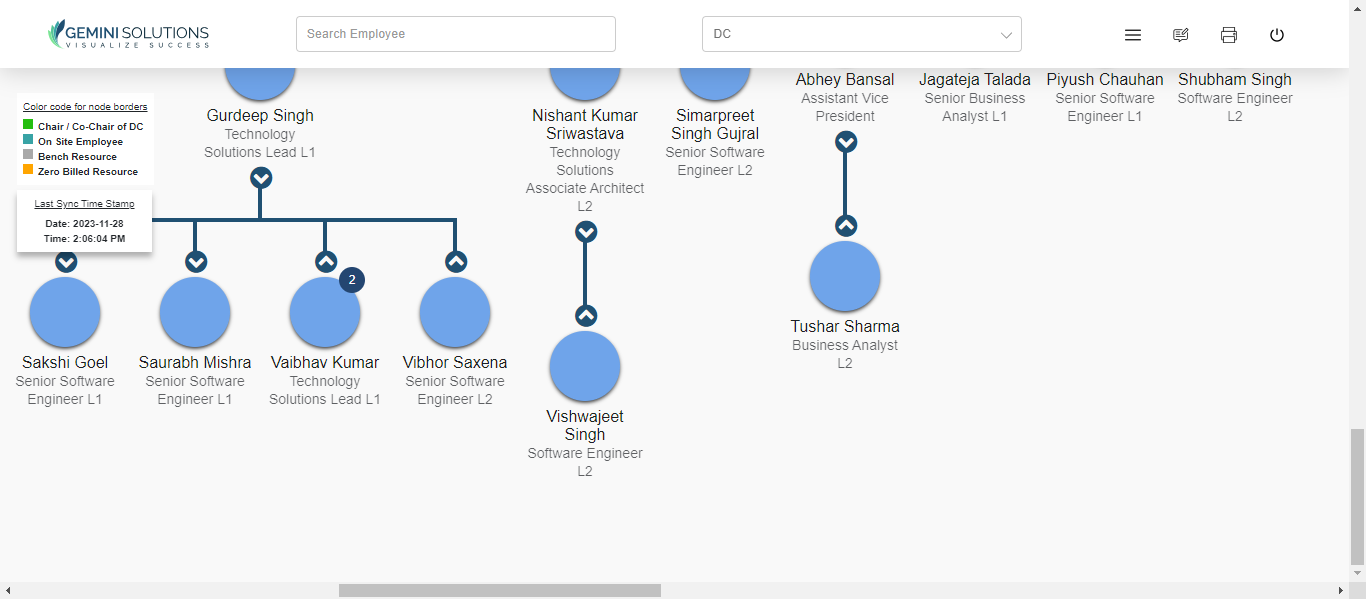 GEMINI SOLUTIONS
VISUALIZE SUCCESS
Search Employee
DC
Color code for node borders
Chair / Co-Chair of DC
On Site Employee
Bench Resource
Zero Billed Resource
Last Sync Time Stamp
Date: 2023-11-28
Time: 2:06:04 PM
Gurdeep Singh
Technology
Solutions Lead L1
Nishant Kumar
Sriwastava
Technology
Solutions
Associate Architect
L2
Simarpreet
Singh Gujral
Senior Software
Engineer L2
Abhey Bansal
Assistant Vice
President
Jagateja Talada
Senior Business
Analyst L1
Piyush Chauhan
Senior Software
Engineer L1
Shubham Singh
Software Engineer
L2
Sakshi Goel
Senior Software
Engineer L1
Saurabh Mishra
Senior Software
Engineer L1
2
Vaibhav Kumar
Technology
Solutions Lead L1
Vibhor Saxena
Senior Software
Engineer L2
Vishwajeet
Singh
Software Engineer
L2
Tushar Sharma
Business Analyst
L2